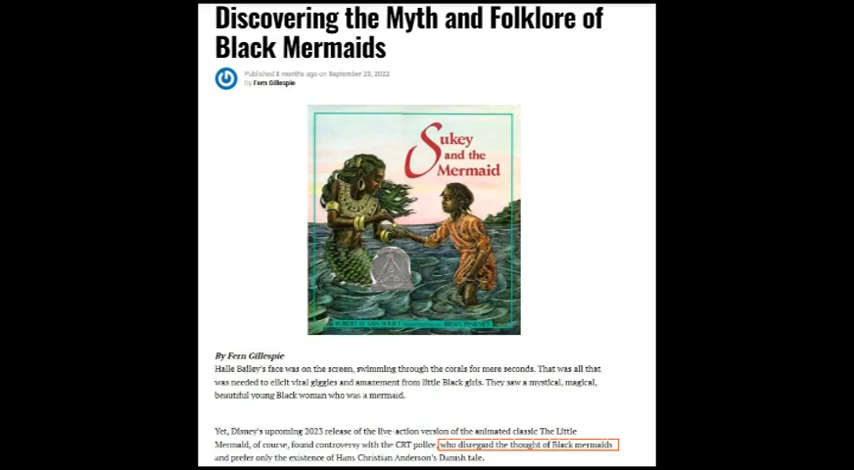 Discovering the Myth and Folklore of
Black Mermaids
Published 8 months ago on September 23, 2022
By Fern Gillespie
Sukey
and the
Mermaid
ROBERT D. SAN SOUCI
BRIAN PINKNEY
By Fern Gillespie
Halle Bailey's face was on the screen, swimming through the corals for mere seconds. That was all that
was needed to elicit viral giggles and amazement from little Black girls. They saw a mystical, magical,
beautiful young Black woman who was a mermaid.
Yet, Disney's upcoming 2023 release of the live-action version of the animated classic The Little
Mermaid, of course, found controversy with the CRT police, who disregard the thought of Black mermaids
and prefer only the existence of Hans Christian Anderson's Danish tale.